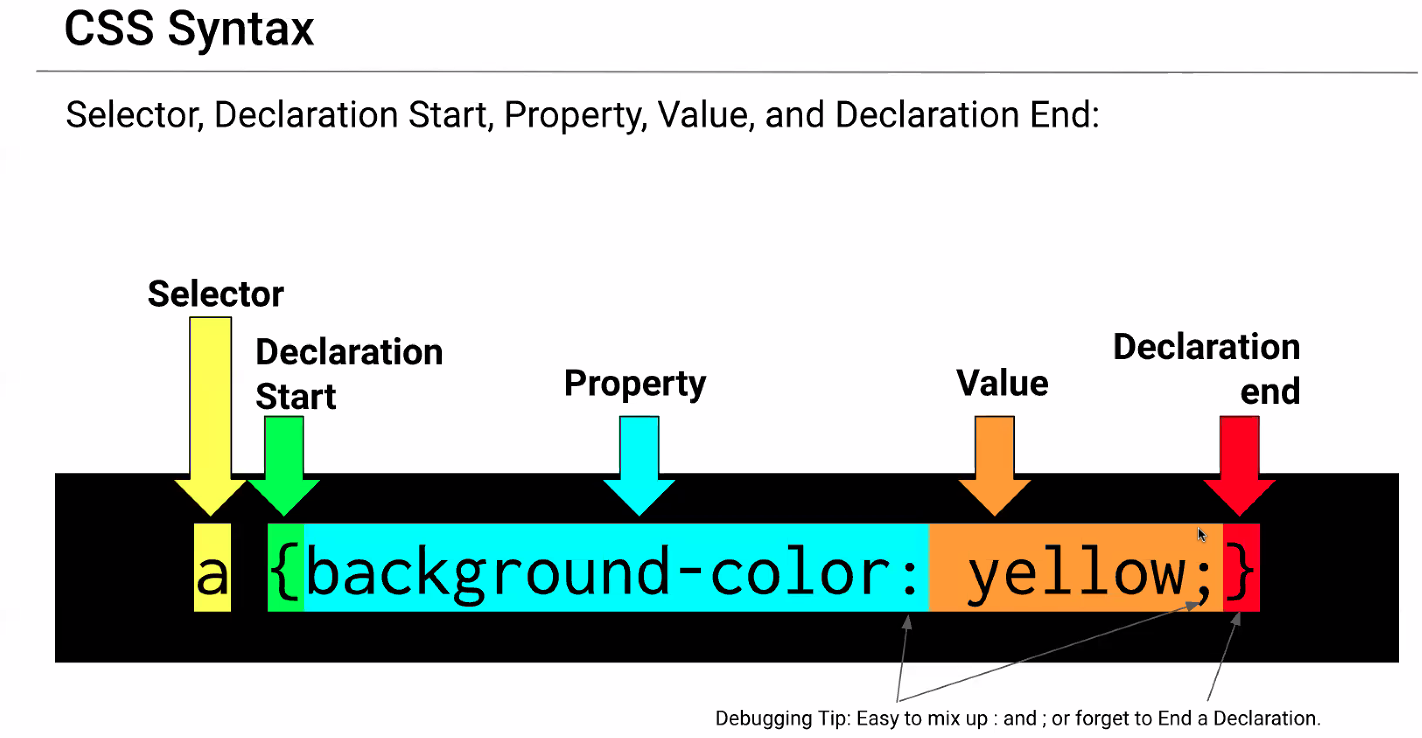 CSS Syntax
Selector, Declaration Start, Property, Value, and Declaration End:
Selector
Declaration
Start
Property
Value
Declaration
end
a {background-color: yellow;}
Debugging Tip: Easy to mix up : and ; or forget to End a Declaration.